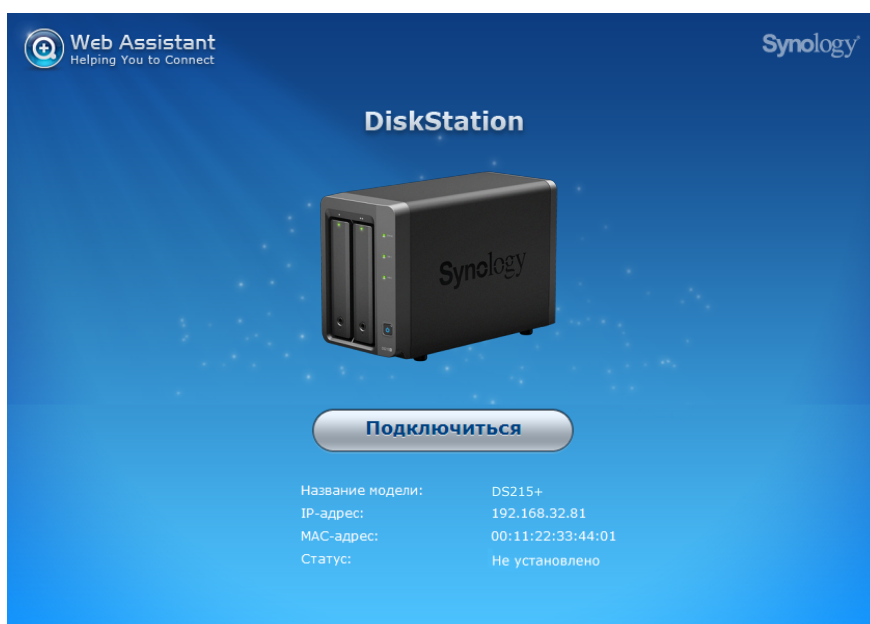 Web Assistant
Helping You to Connect
Synology
DiskStation
Synology
Подключиться
Название модели: DS215+
IP-адрес: 192.168.32.81
MAC-адрес: 00:11:22:33:44:01
Статус: Не установлено